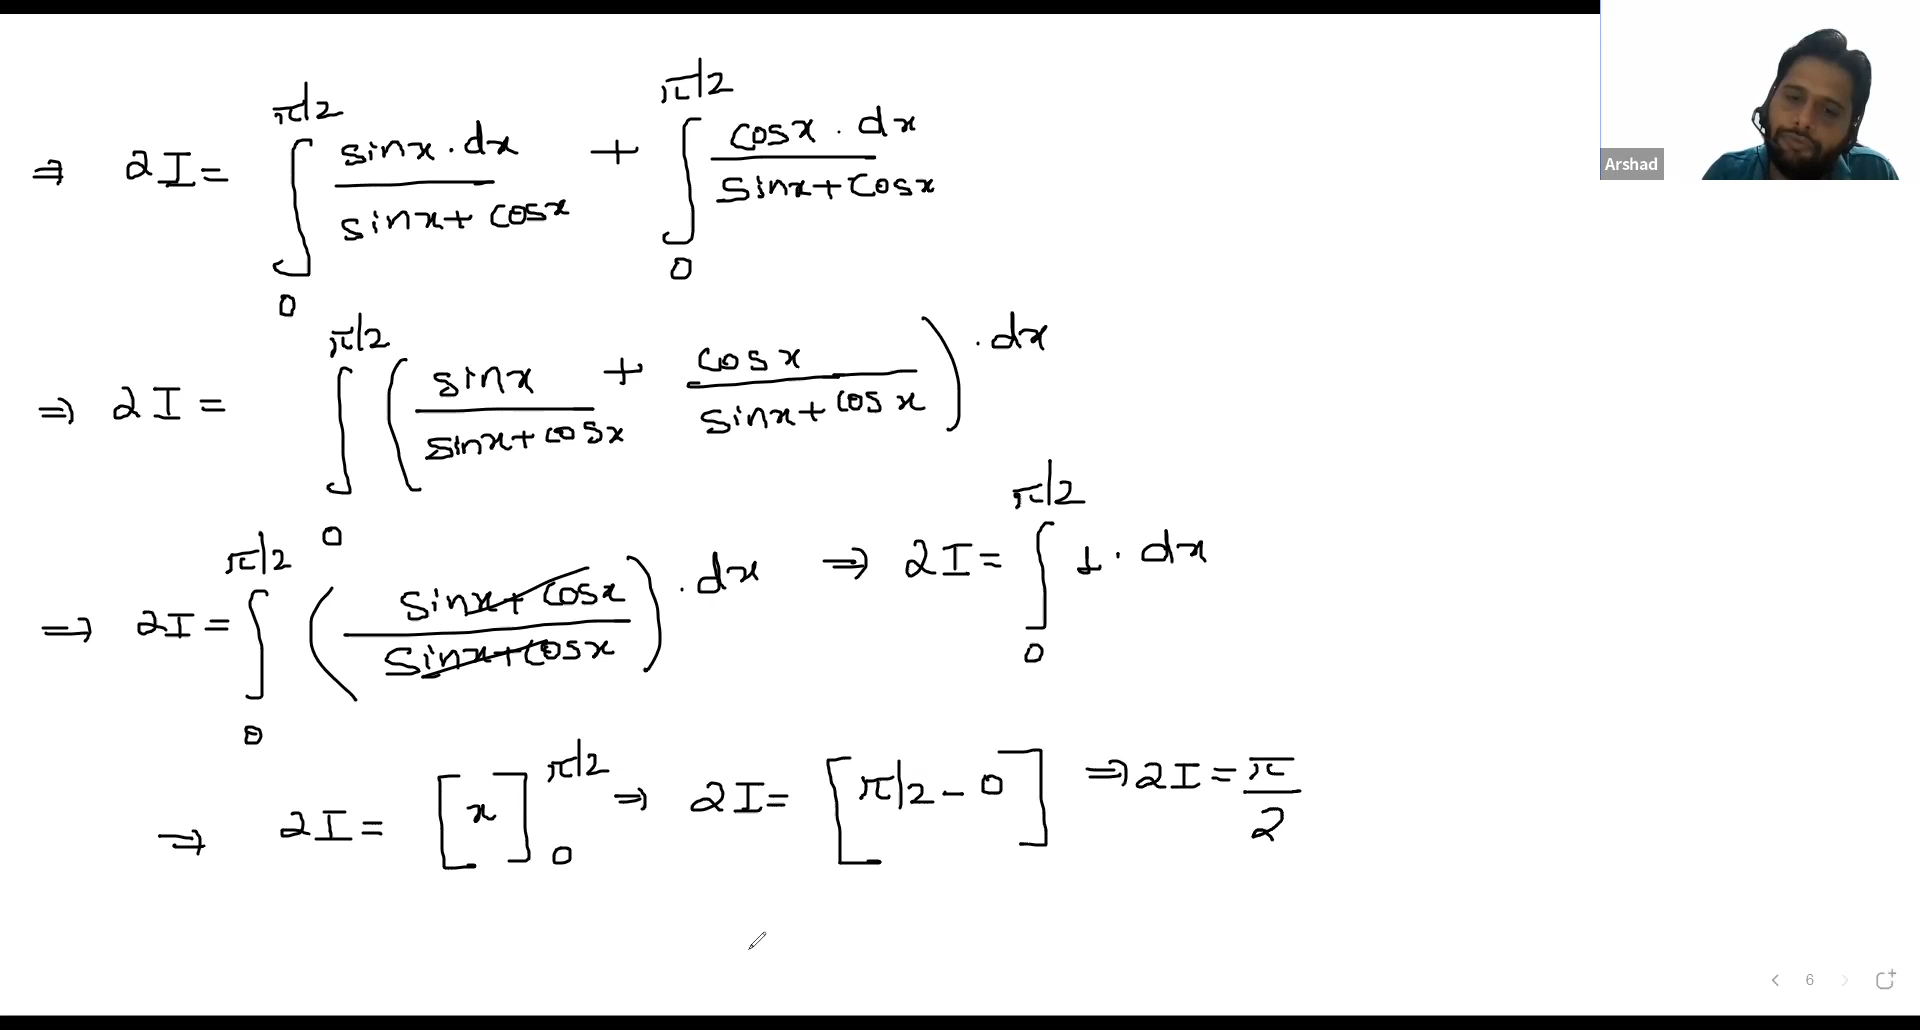 ⇒ 2I = ∫₀^π/2 sinx . dx / sinx + cosx + ∫₀^π/2 cosx . dx / sinx + cosx
Arshad
⇒ 2I = ∫₀^π/2 ( sinx / sinx + cosx + cosx / sinx + cosx ) . dx
⇒ 2I = ∫₀^π/2 ( sinx + cosx / sinx + cosx ) . dx ⇒ 2I = ∫₀^π/2 1 . dx
⇒ 2I = [x]₀^π/2 ⇒ 2I = [π/2 - 0] ⇒ 2I = π/2
6